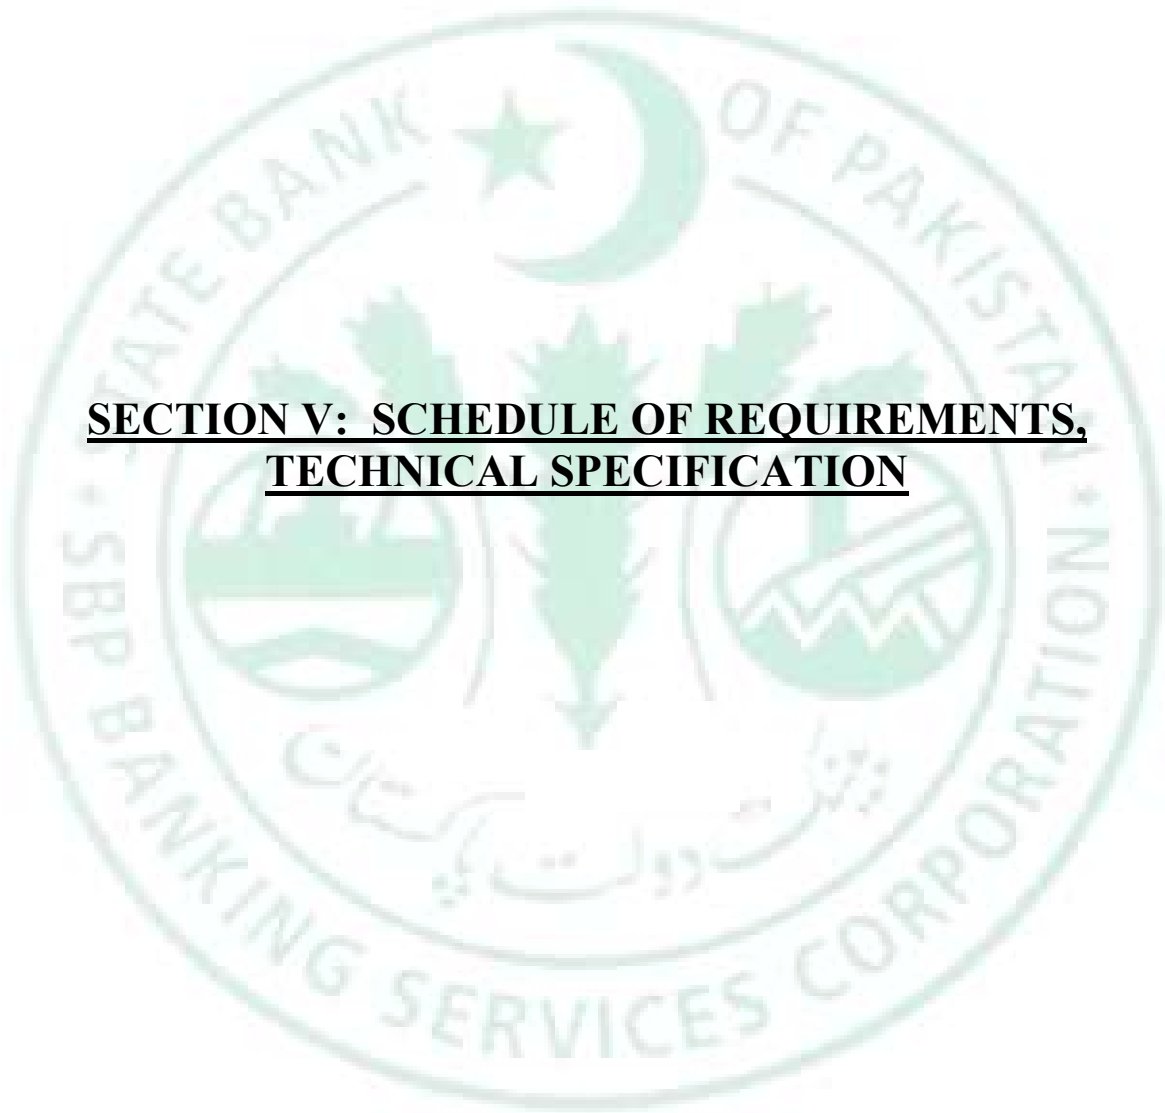 STATE BANK OF PAKISTAN
SECTION V: SCHEDULE OF REQUIREMENTS,
TECHNICAL SPECIFICATION
بینک دولت پاکستان
SBP BANKING SERVICES CORPORATION